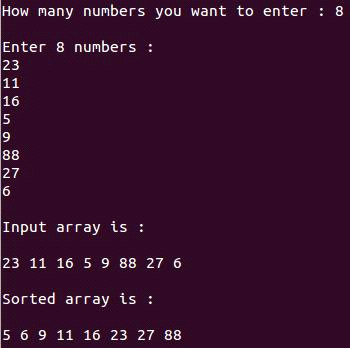 How many numbers you want to enter : 8
Enter 8 numbers :
23
11
16
5
9
88
27
6
Input array is :
23 11 16 5 9 88 27 6
Sorted array is :
5 6 9 11 16 23 27 88